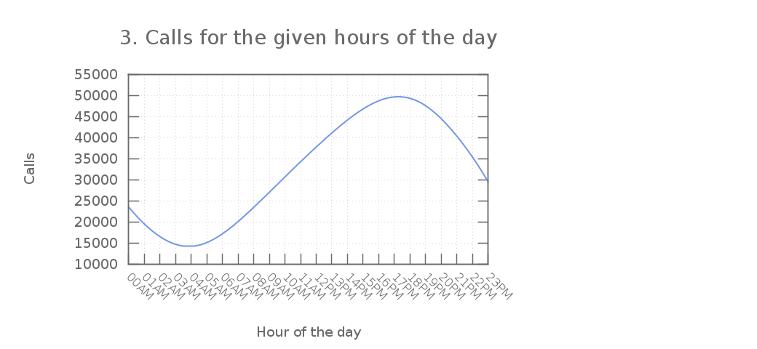 3. Calls for the given hours of the day
55000
50000
45000
40000
35000
30000
25000
20000
15000
10000
Calls
00AM
01AM
02AM
03AM
04AM
05AM
06AM
07AM
08AM
09AM
10AM
11AM
12PM
13PM
14PM
15PM
16PM
17PM
18PM
19PM
20PM
21PM
22PM
23PM
Hour of the day